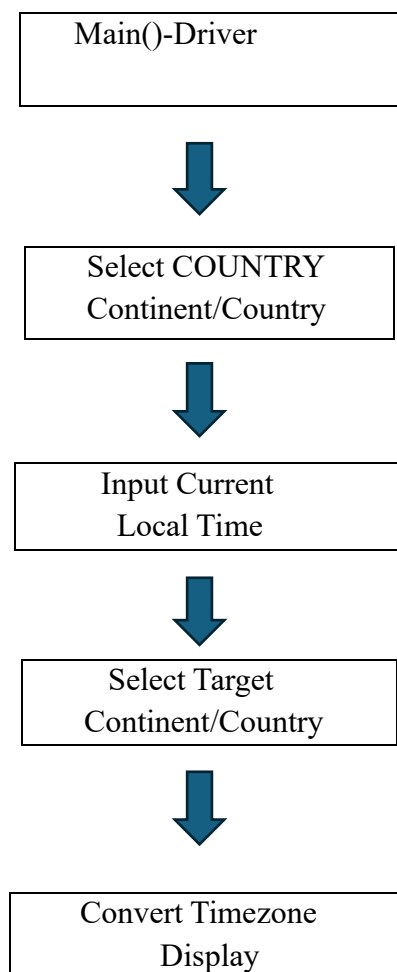 Main()-Driver
Select COUNTRY
Continent/Country
Input Current
Local Time
Select Target
Continent/Country
Convert Timezone
Display